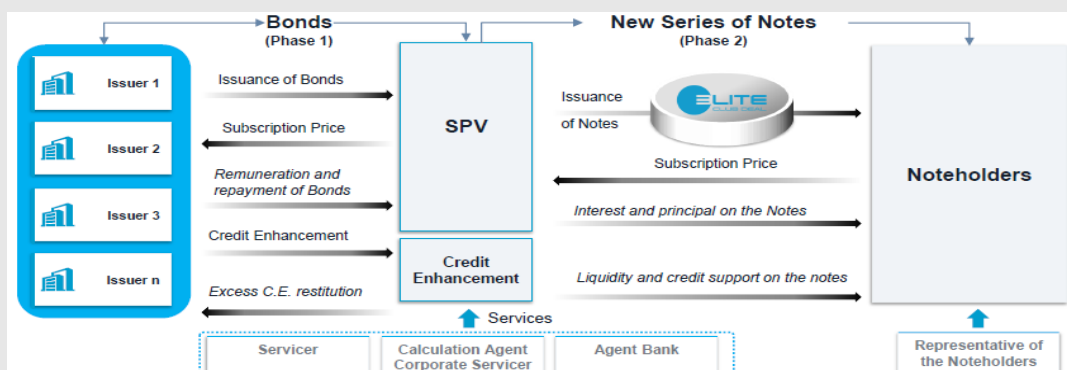 Bonds
(Phase 1)
New Series of Notes
(Phase 2)
Issuer 1
Issuer 2
Issuer 3
Issuer n
Issuance of Bonds
Subscription Price
Remuneration and
repayment of Bonds
Credit Enhancement
Excess C.E. restitution
SPV
Credit
Enhancement
Issuance
of Notes
ELITE
CLUB DEAL
Subscription Price
Interest and principal on the Notes
Liquidity and credit support on the notes
Noteholders
Services
Servicer
Calculation Agent
Corporate Servicer
Agent Bank
Representative of
the Noteholders